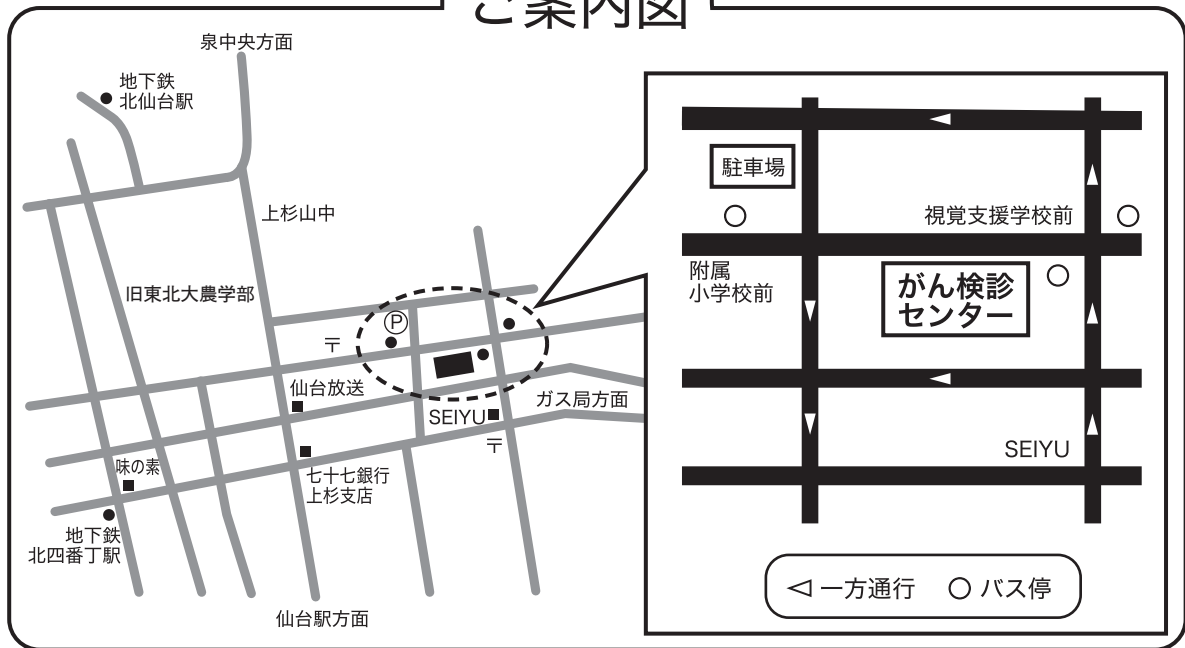 ご案内図
泉中央方面
地下鉄
北仙台駅
上杉山中
旧東北大農学部
P
〒
仙台放送
SEIYU
〒
ガス局方面
味の素
七十七銀行
上杉支店
地下鉄
北四番丁駅
仙台駅方面
駐車場
視覚支援学校前
附属
小学校前
がん検診
センター
SEIYU
一方通行
バス停